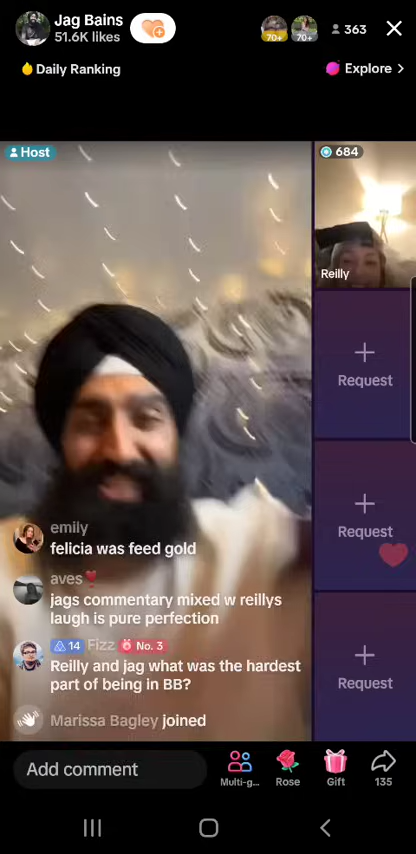 Jag Bains
51.6K likes
70+
70+
363
Daily Ranking
Explore >
Host
684
Reilly
Request
Request
Request
emily
felicia was feed gold
aves
jags commentary mixed w reillys
laugh is pure perfection
14 Fizz No. 3
Reilly and jag what was the hardest
part of being in BB?
Marissa Bagley joined
Add comment
Multi-g...
Rose
Gift
135